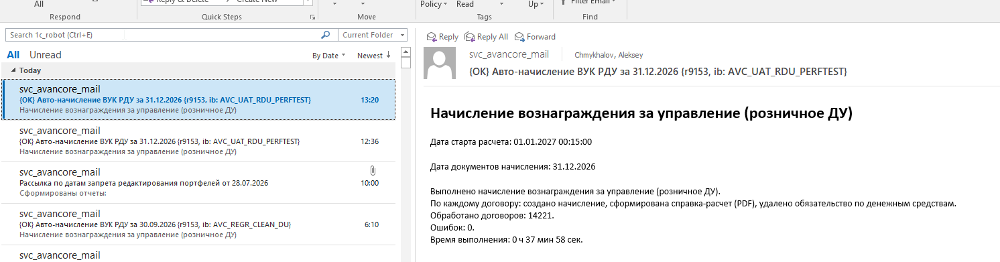 Reply & Delete
Create New
All
Policy
Read
Up
Filter Email
Respond
Quick Steps
Move
Tags
Find
Search 1c_robot (Ctrl+E)
Current Folder
All
Unread
By Date
Newest
Today
svc_avancore_mail
{OK} Авто-начисление ВУК РДУ за 31.12.2026 {r9153, ib: AVC_UAT_RDU_PERFTEST}
13:20
Начисление вознаграждения за управление (розничное ДУ)
svc_avancore_mail
{OK} Авто-начисление ВУК РДУ за 31.12.2026 {r9153, ib: AVC_UAT_RDU_PERFTEST}
12:36
Начисление вознаграждения за управление (розничное ДУ)
svc_avancore_mail
Рассылка по датам запрета редактирования портфелей от 28.07.2026
10:00
Сформированы отчеты:
svc_avancore_mail
{OK} Авто-начисление ВУК РДУ за 30.09.2026 {r9153, ib: AVC_REGR_CLEAN_DU}
6:10
Начисление вознаграждения за управление (розничное ДУ)
svc_avancore_mail
Reply
Reply All
Forward
svc_avancore_mail
Chmykhalov, Aleksey
{OK} Авто-начисление ВУК РДУ за 31.12.2026 {r9153, ib: AVC_UAT_RDU_PERFTEST}
Начисление вознаграждения за управление (розничное ДУ)
Дата старта расчета: 01.01.2027 00:15:00
Дата документов начисления: 31.12.2026
Выполнено начисление вознаграждения за управление (розничное ДУ).
По каждому договору: создано начисление, сформирована справка-расчет (PDF), удалено обязательство по денежным средствам.
Обработано договоров: 14221.
Ошибок: 0.
Время выполнения: 0 ч 37 мин 58 сек.